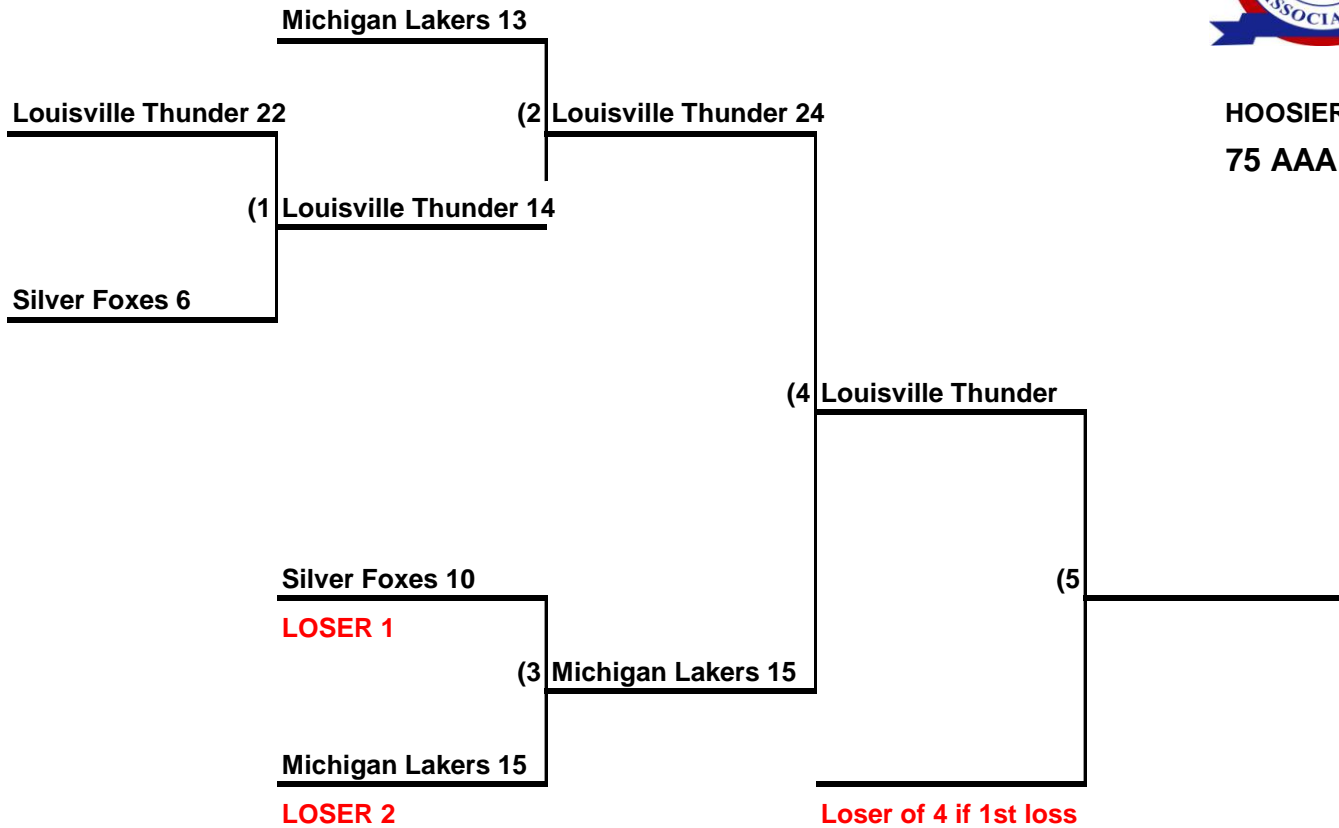 Michigan Lakers 13
Louisville Thunder 22
(2 Louisville Thunder 24
HOOSIER
75 AAA
(1 Louisville Thunder 14
Silver Foxes 6
(4 Louisville Thunder
Silver Foxes 10
(5
LOSER 1
(3 Michigan Lakers 15
Michigan Lakers 15
LOSER 2
Loser of 4 if 1st loss